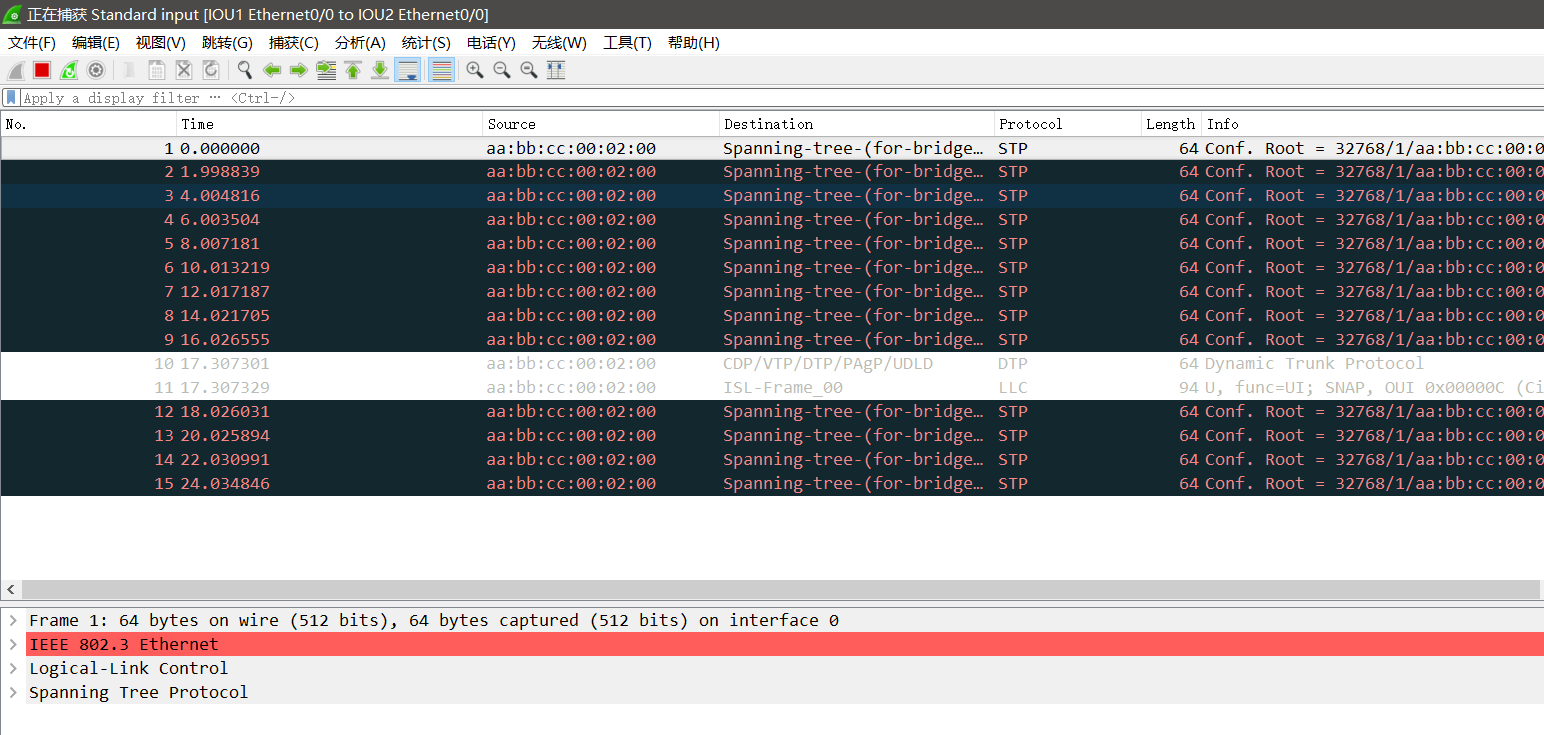 正在捕获 Standard input [IOU1 Ethernet0/0 to IOU2 Ethernet0/0]
文件(F) 编辑(E) 视图(V) 跳转(G) 捕获(C) 分析(A) 统计(S) 电话(Y) 无线(W) 工具(T) 帮助(H)
Apply a display filter … <Ctrl-/>
No. Time Source Destination Protocol Length Info
1 0.000000 aa:bb:cc:00:02:00 Spanning-tree-(for-bridge… STP 64 Conf. Root = 32768/1/aa:bb:cc:00:0
2 1.998839 aa:bb:cc:00:02:00 Spanning-tree-(for-bridge… STP 64 Conf. Root = 32768/1/aa:bb:cc:00:0
3 4.004816 aa:bb:cc:00:02:00 Spanning-tree-(for-bridge… STP 64 Conf. Root = 32768/1/aa:bb:cc:00:0
4 6.003504 aa:bb:cc:00:02:00 Spanning-tree-(for-bridge… STP 64 Conf. Root = 32768/1/aa:bb:cc:00:0
5 8.007181 aa:bb:cc:00:02:00 Spanning-tree-(for-bridge… STP 64 Conf. Root = 32768/1/aa:bb:cc:00:0
6 10.013219 aa:bb:cc:00:02:00 Spanning-tree-(for-bridge… STP 64 Conf. Root = 32768/1/aa:bb:cc:00:0
7 12.017187 aa:bb:cc:00:02:00 Spanning-tree-(for-bridge… STP 64 Conf. Root = 32768/1/aa:bb:cc:00:0
8 14.021705 aa:bb:cc:00:02:00 Spanning-tree-(for-bridge… STP 64 Conf. Root = 32768/1/aa:bb:cc:00:0
9 16.026555 aa:bb:cc:00:02:00 Spanning-tree-(for-bridge… STP 64 Conf. Root = 32768/1/aa:bb:cc:00:0
10 17.307301 aa:bb:cc:00:02:00 CDP/VTP/DTP/PAgP/UDLD DTP 64 Dynamic Trunk Protocol
11 17.307329 aa:bb:cc:00:02:00 ISL-Frame_00 LLC 94 U, func=UI; SNAP, OUI 0x00000C (Ci
12 18.026031 aa:bb:cc:00:02:00 Spanning-tree-(for-bridge… STP 64 Conf. Root = 32768/1/aa:bb:cc:00:0
13 20.025894 aa:bb:cc:00:02:00 Spanning-tree-(for-bridge… STP 64 Conf. Root = 32768/1/aa:bb:cc:00:0
14 22.030991 aa:bb:cc:00:02:00 Spanning-tree-(for-bridge… STP 64 Conf. Root = 32768/1/aa:bb:cc:00:0
15 24.034846 aa:bb:cc:00:02:00 Spanning-tree-(for-bridge… STP 64 Conf. Root = 32768/1/aa:bb:cc:00:0
Frame 1: 64 bytes on wire (512 bits), 64 bytes captured (512 bits) on interface 0
IEEE 802.3 Ethernet
Logical-Link Control
Spanning Tree Protocol